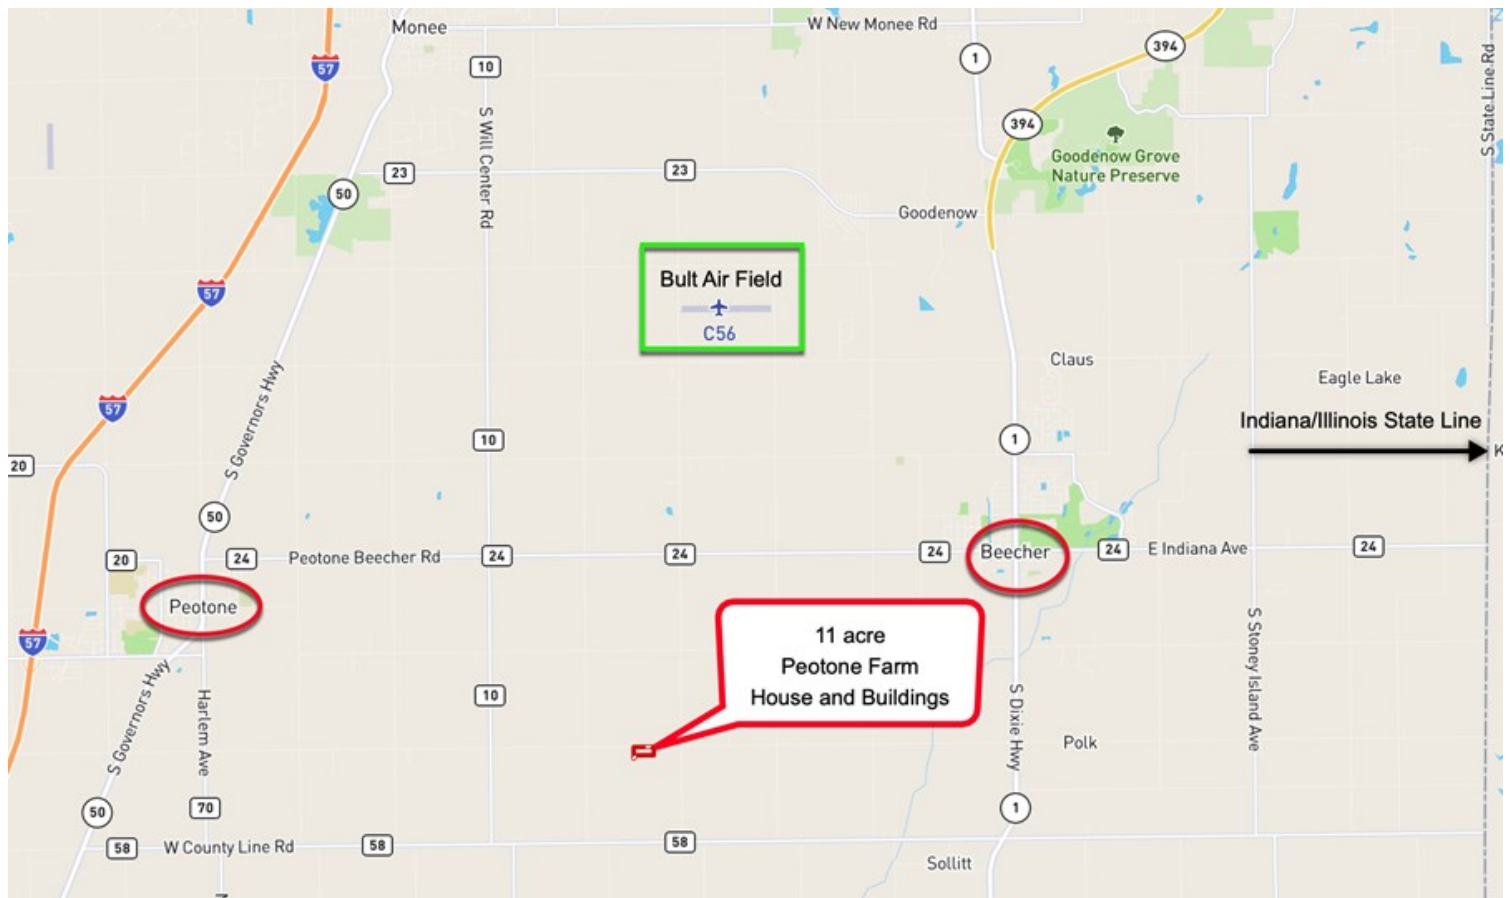 Monee
W New Monee Rd
394
57
10
1
S Will Center Rd
S State Line Rd
394
Goodenow Grove
Nature Preserve
23
23
50
Goodenow
Bult Air Field
C56
57
Claus
Eagle Lake
57
S Governors Hwy
Indiana/Illinois State Line
10
1
K
20
50
20
24
Peotone Beecher Rd
24
24
24
Beecher
24
E Indiana Ave
24
Peotone
57
11 acre
Peotone Farm
House and Buildings
S Governors Hwy
Harlem Ave
10
S Dixie Hwy
S Stoney Island Ave
Polk
50
70
1
58
W County Line Rd
58
58
Sollitt